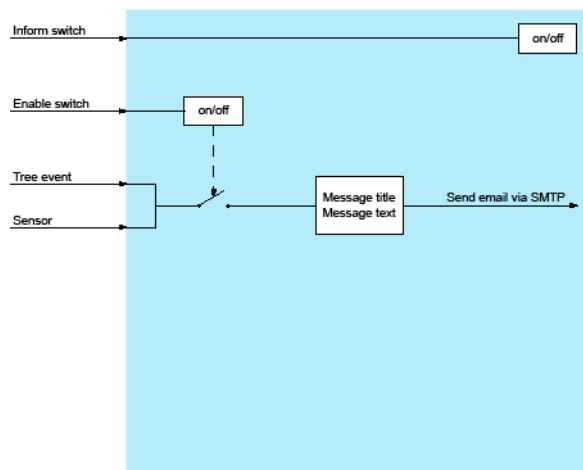 Inform switch
on/off
Enable switch
on/off
Tree event
Message title
Message text
Send email via SMTP
Sensor